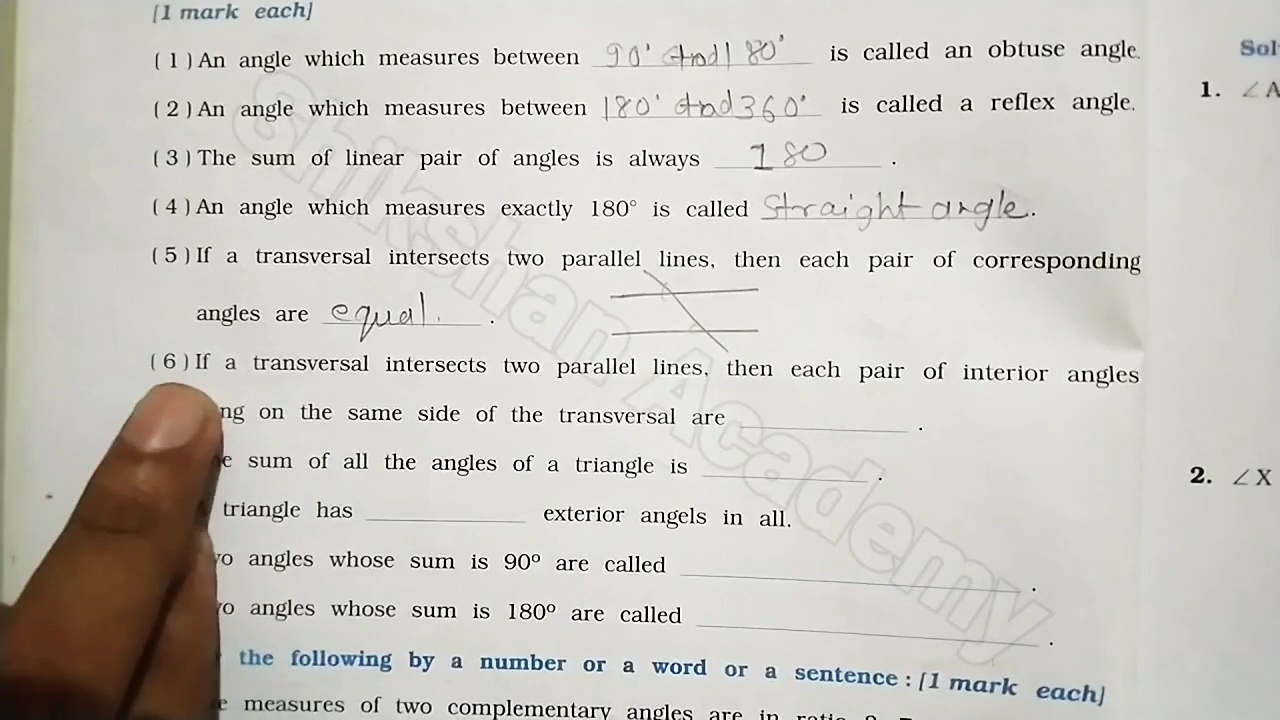 [1 mark each]
(1) An angle which measures between 90° And 180° is called an obtuse angle.
(2) An angle which measures between 180° And 360° is called a reflex angle.
(3) The sum of linear pair of angles is always 180.
(4) An angle which measures exactly 180° is called Straight angle.
(5) If a transversal intersects two parallel lines, then each pair of corresponding
angles are equal.
(6) If a transversal intersects two parallel lines, then each pair of interior angles
on the same side of the transversal are ________.
sum of all the angles of a triangle is ________.
triangle has ________ exterior angels in all.
angles whose sum is 90° are called ________.
angles whose sum is 180° are called ________.
the following by a number or a word or a sentence : [1 mark each]
measures of two complementary angles are in
Sol
1. ∠A
2. ∠X
Shikshan Academy